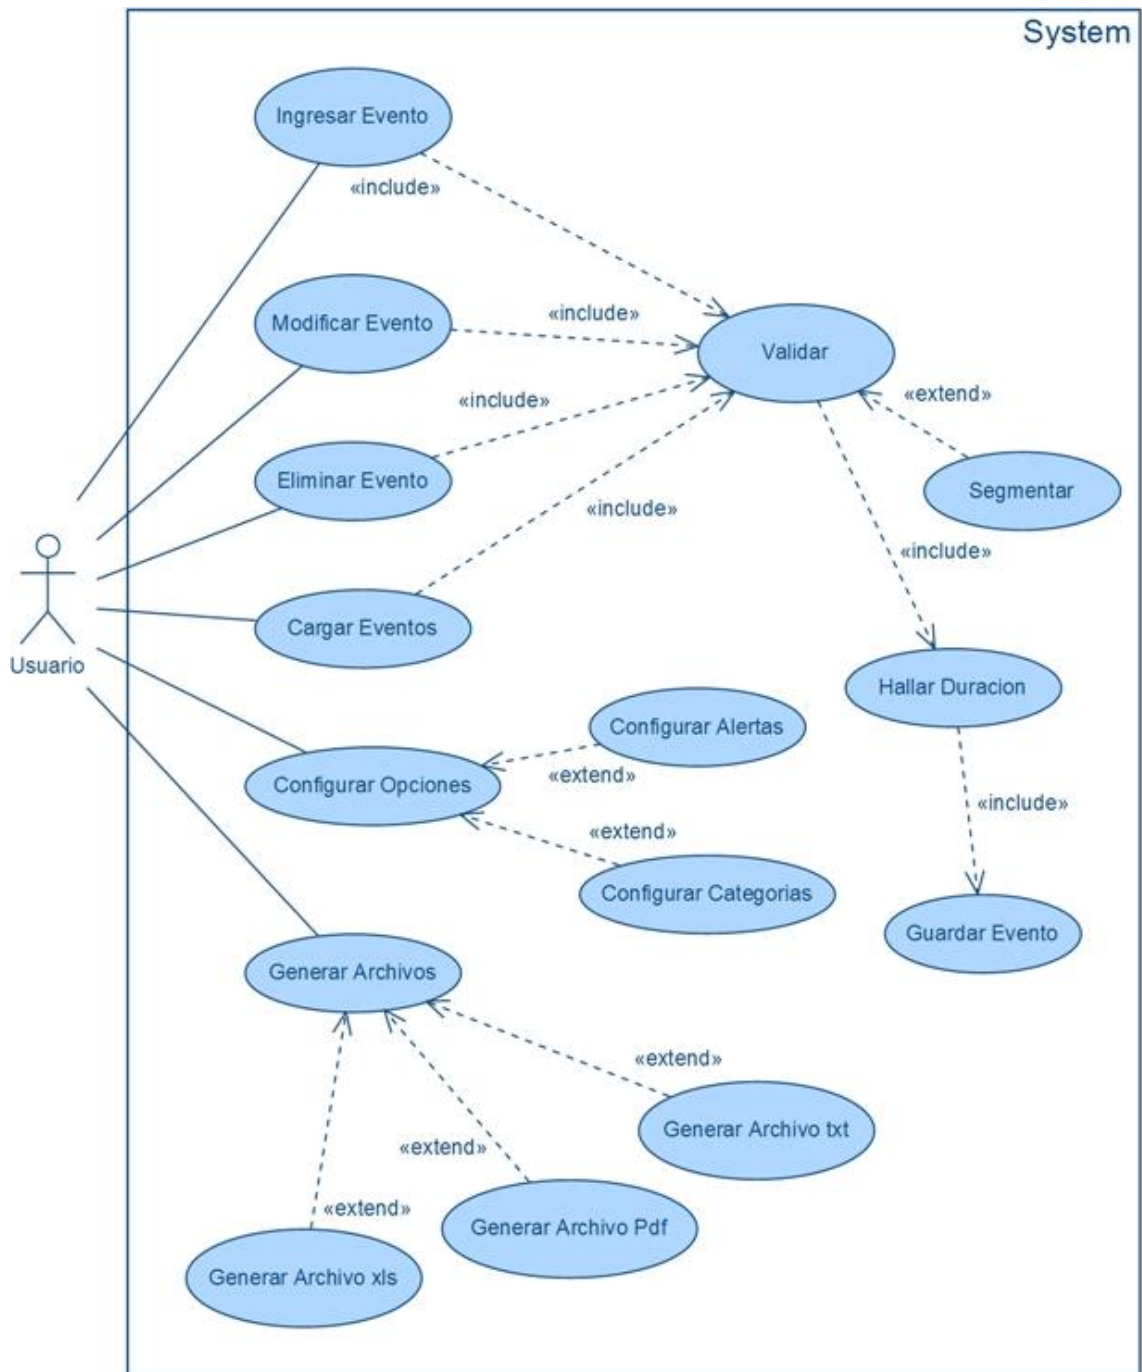 System
Ingresar Evento
«include»
Modificar Evento
«include»
Validar
«include»
«extend»
Eliminar Evento
Segmentar
«include»
«include»
Cargar Eventos
Usuario
Hallar Duracion
Configurar Alertas
«extend»
Configurar Opciones
«include»
«extend»
Configurar Categorias
Guardar Evento
Generar Archivos
«extend»
Generar Archivo txt
«extend»
«extend»
Generar Archivo Pdf
Generar Archivo xls